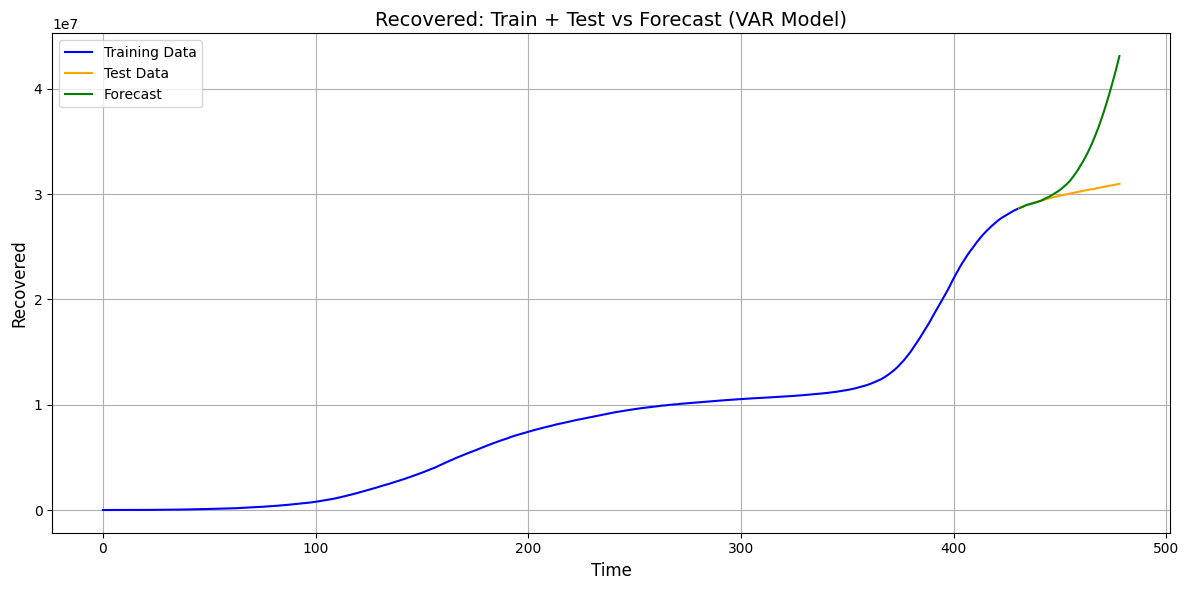 Recovered: Train + Test vs Forecast (VAR Model)
1e7
Training Data
Test Data
Forecast
Recovered
4
3
2
1
0
0 100 200 300 400 500
Time